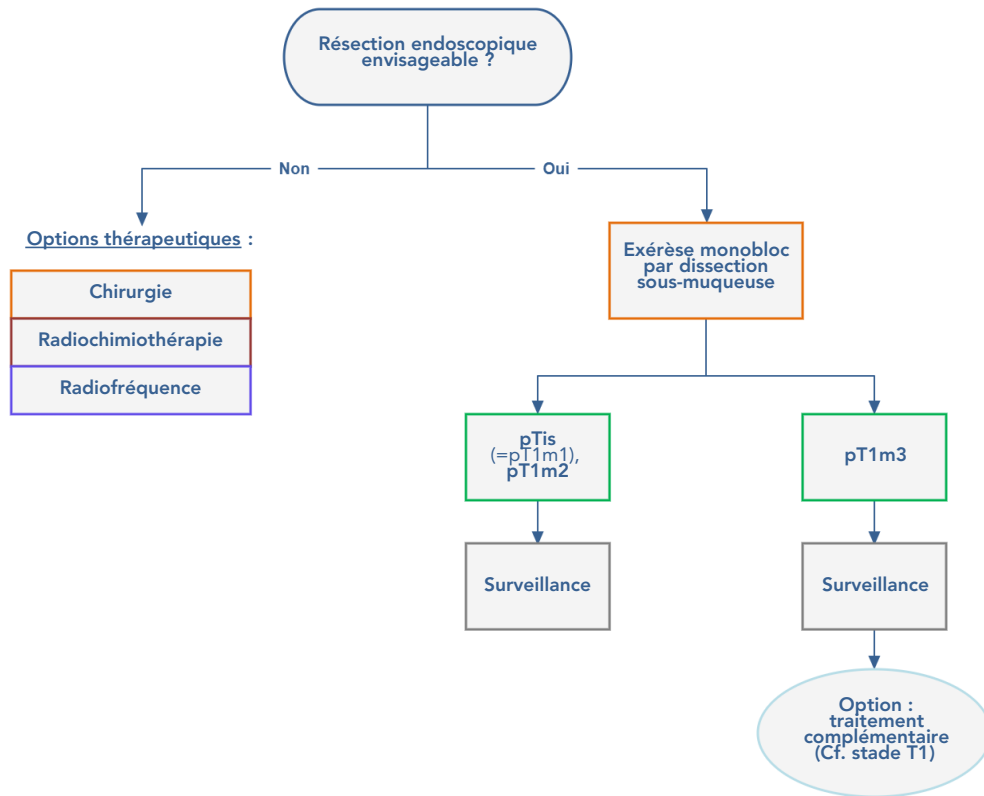 Résection endoscopique
envisageable ?
Non
Oui
Options thérapeutiques :
Chirurgie
Radiochimiothérapie
Radiofréquence
Exérèse monobloc
par dissection
sous-muqueuse
pTis
(=pT1m1),
pT1m2
pT1m3
Surveillance
Surveillance
Option :
traitement
complémentaire
(Cf. stade T1)